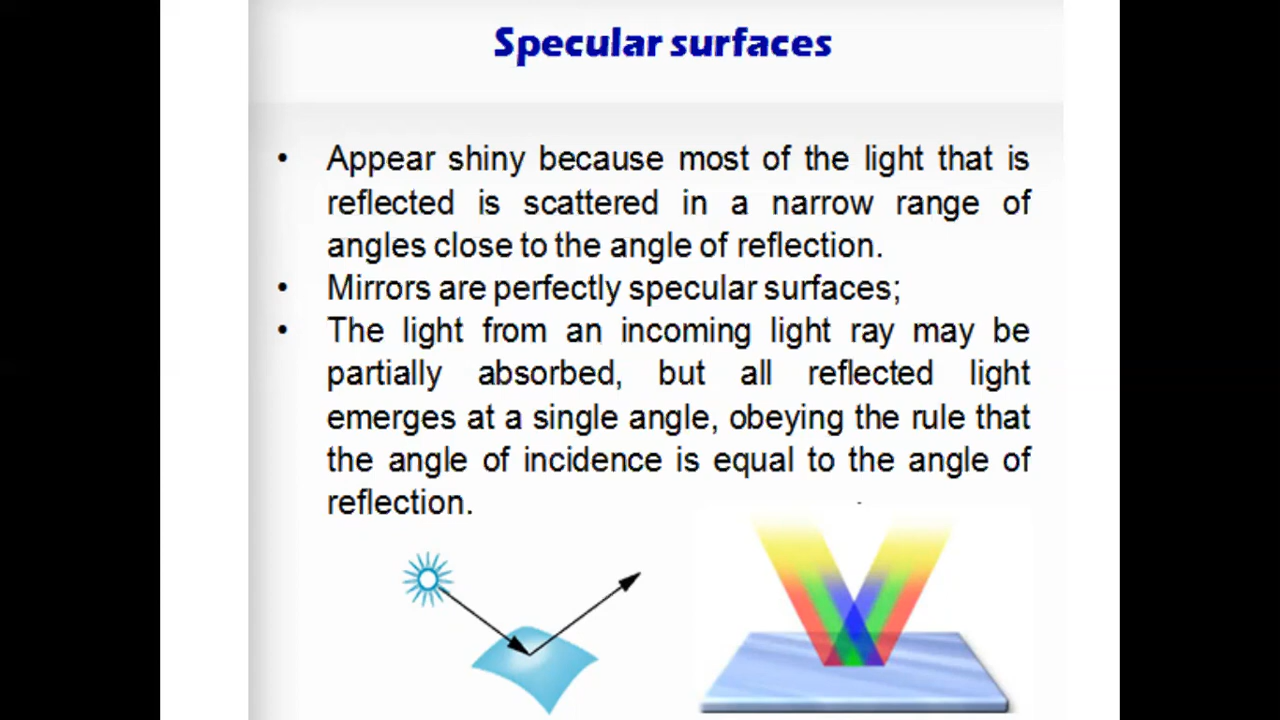 Specular surfaces
• Appear shiny because most of the light that is
reflected is scattered in a narrow range of
angles close to the angle of reflection.
• Mirrors are perfectly specular surfaces;
• The light from an incoming light ray may be
partially absorbed, but all reflected light
emerges at a single angle, obeying the rule that
the angle of incidence is equal to the angle of
reflection.